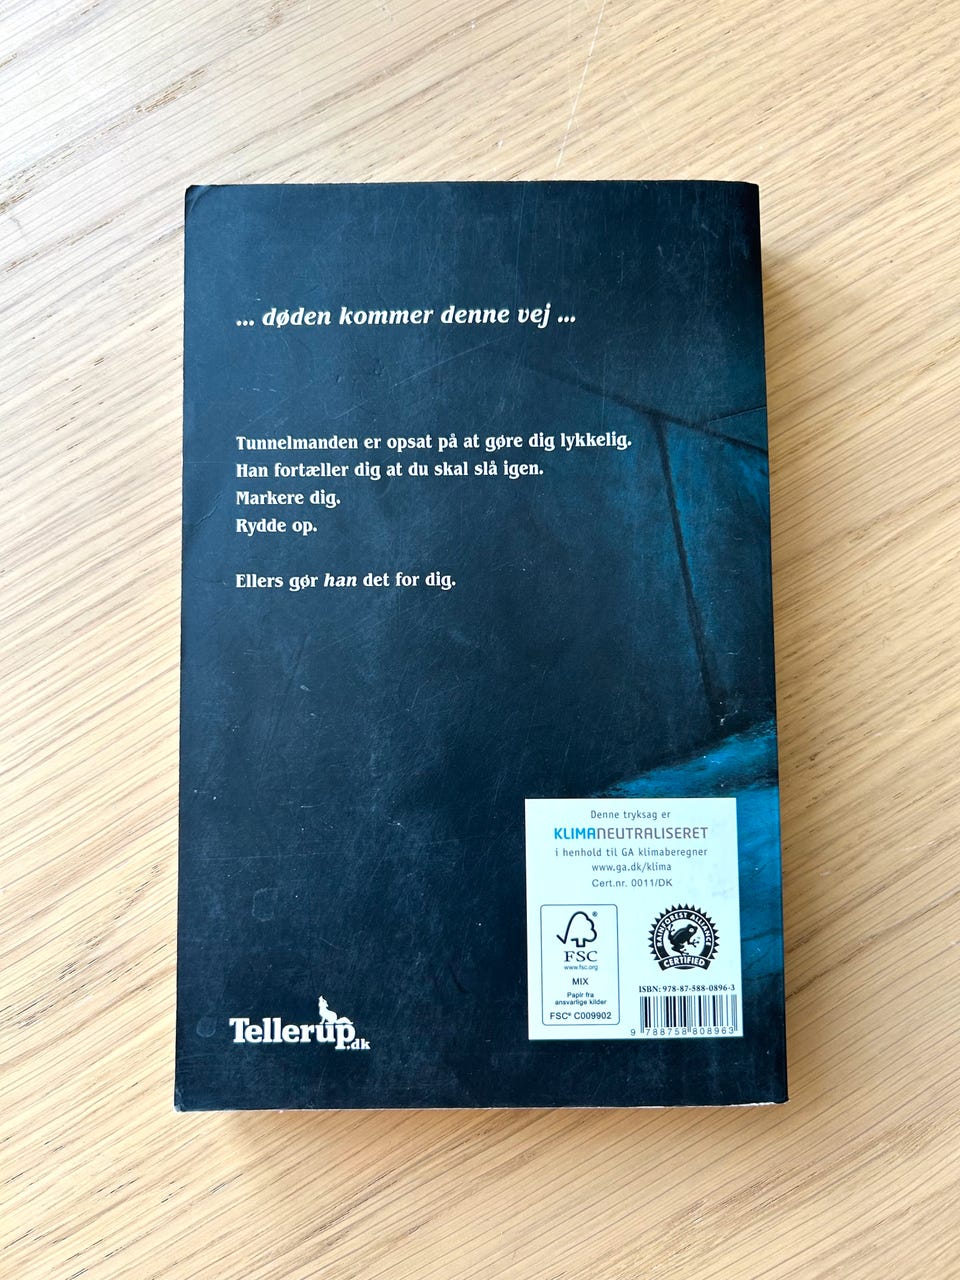 ... døden kommer denne vej ...
Tunnelmanden er opsat på at gøre dig lykkelig.
Han fortæller dig at du skal slå igen.
Markere dig.
Rydde op.
Ellers gør han det for dig.
Denne tryksag er
KLIMANEUTRALISERET
i henhold til GA klimaberegner
www.ga.dk/klima
Cert.nr. 0011/DK
FSC®
www.fsc.org
MIX
Papir fra
ansvarlige kilder
FSC® C009902
RAINFOREST ALLIANCE
CERTIFIED
ISBN: 978-87-588-0896-3
9 788758 808963
Tellerup.dk